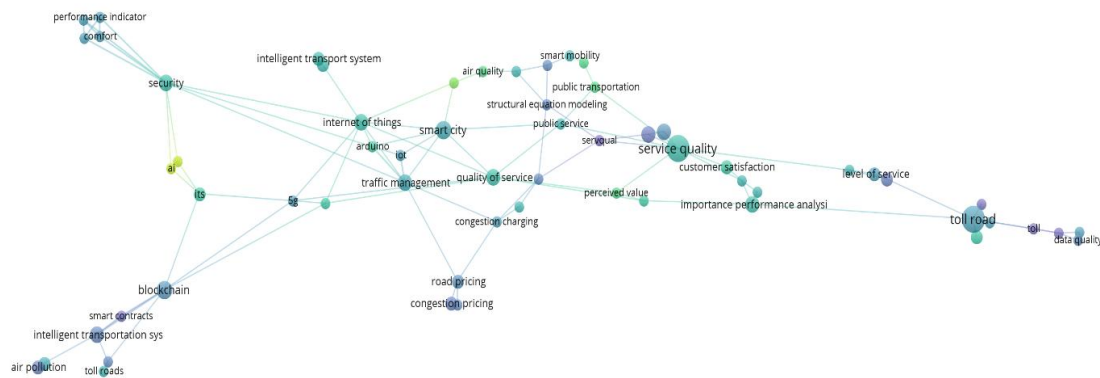 performance indicator
comfort
security
intelligent transport system
air quality
smart mobility
public transportation
structural equation modeling
internet of things
smart city
public service
arduino
iot
servqual
service quality
ai
traffic management
quality of service
customer satisfaction
level of service
its
5g
perceived value
importance performance analysi
congestion charging
toll road
toll
data quality
road pricing
blockchain
congestion pricing
smart contracts
intelligent transportation sys
air pollution
toll roads